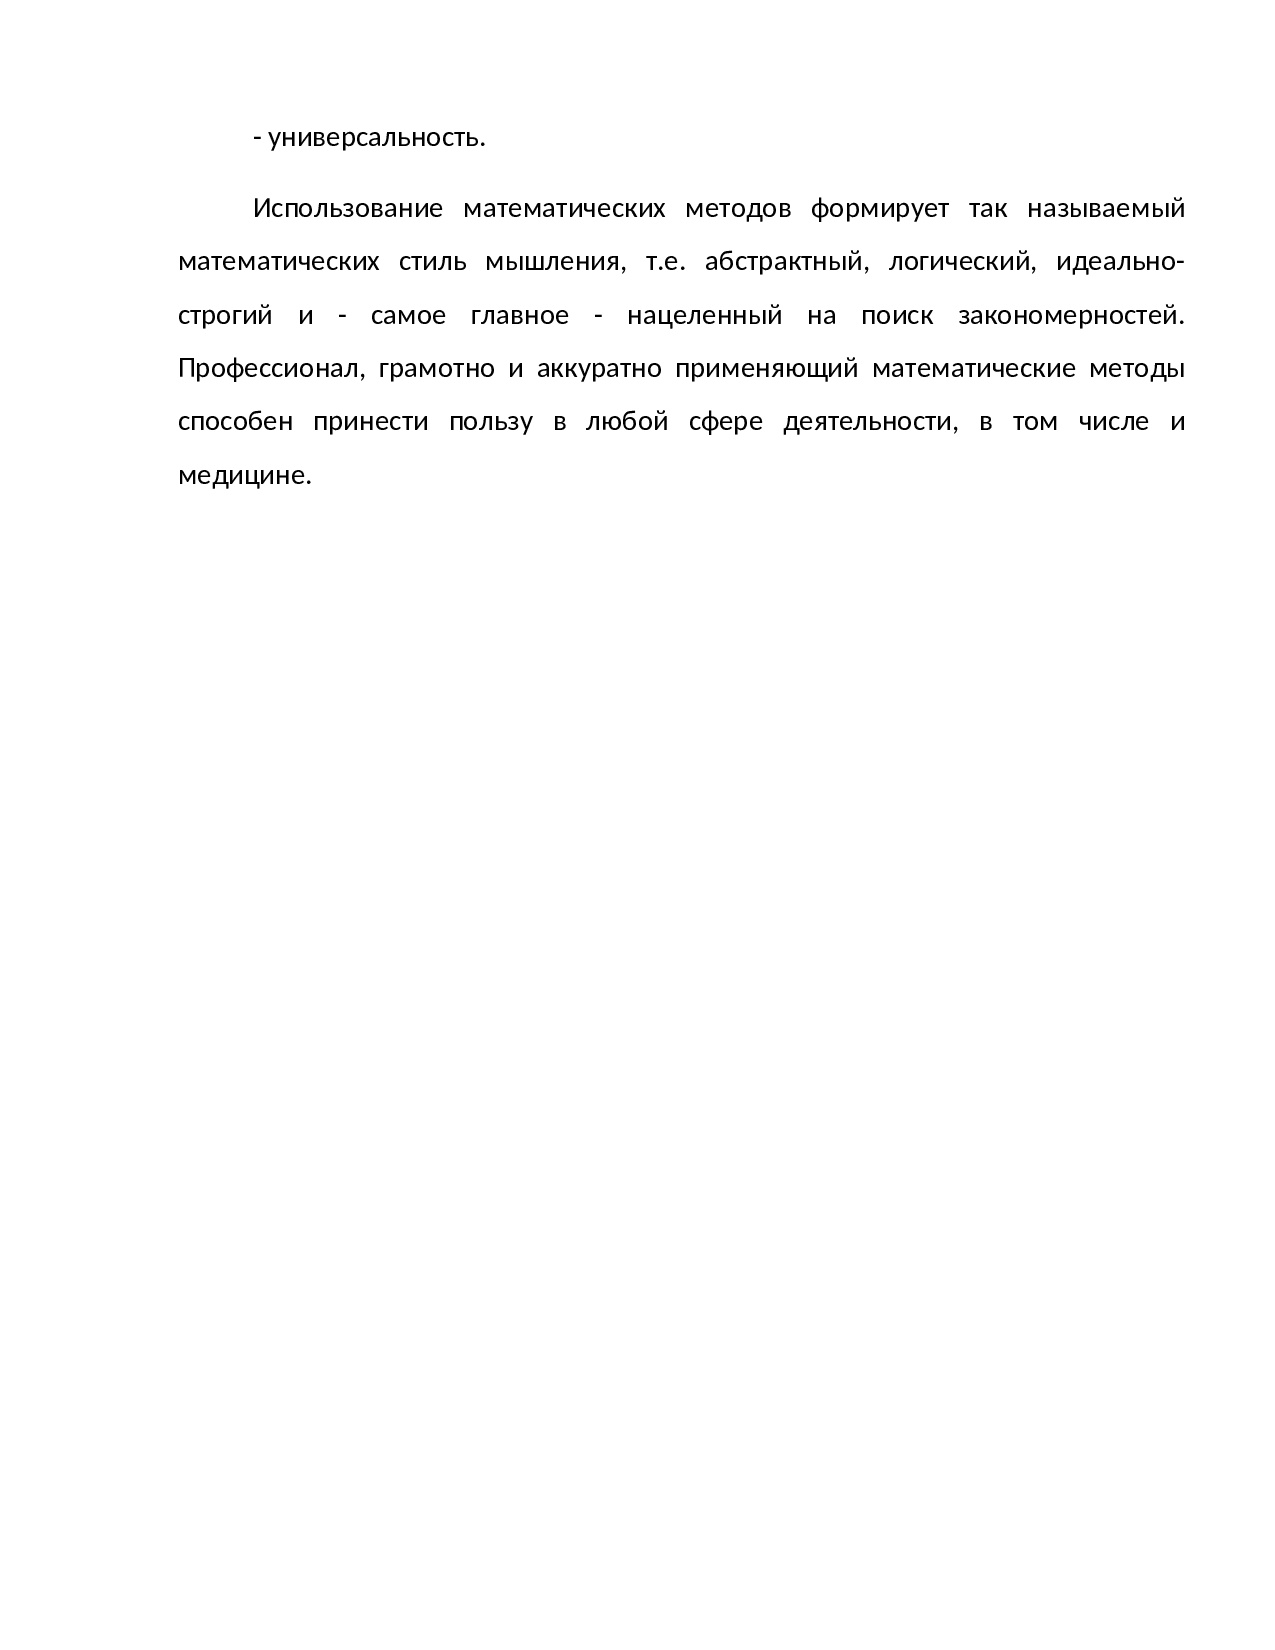 - универсальность.
Использование математических методов формирует так называемый
математических стиль мышления, т.е. абстрактный, логический, идеально-
строгий и - самое главное - нацеленный на поиск закономерностей.
Профессионал, грамотно и аккуратно применяющий математические методы
способен принести пользу в любой сфере деятельности, в том числе и
медицине.